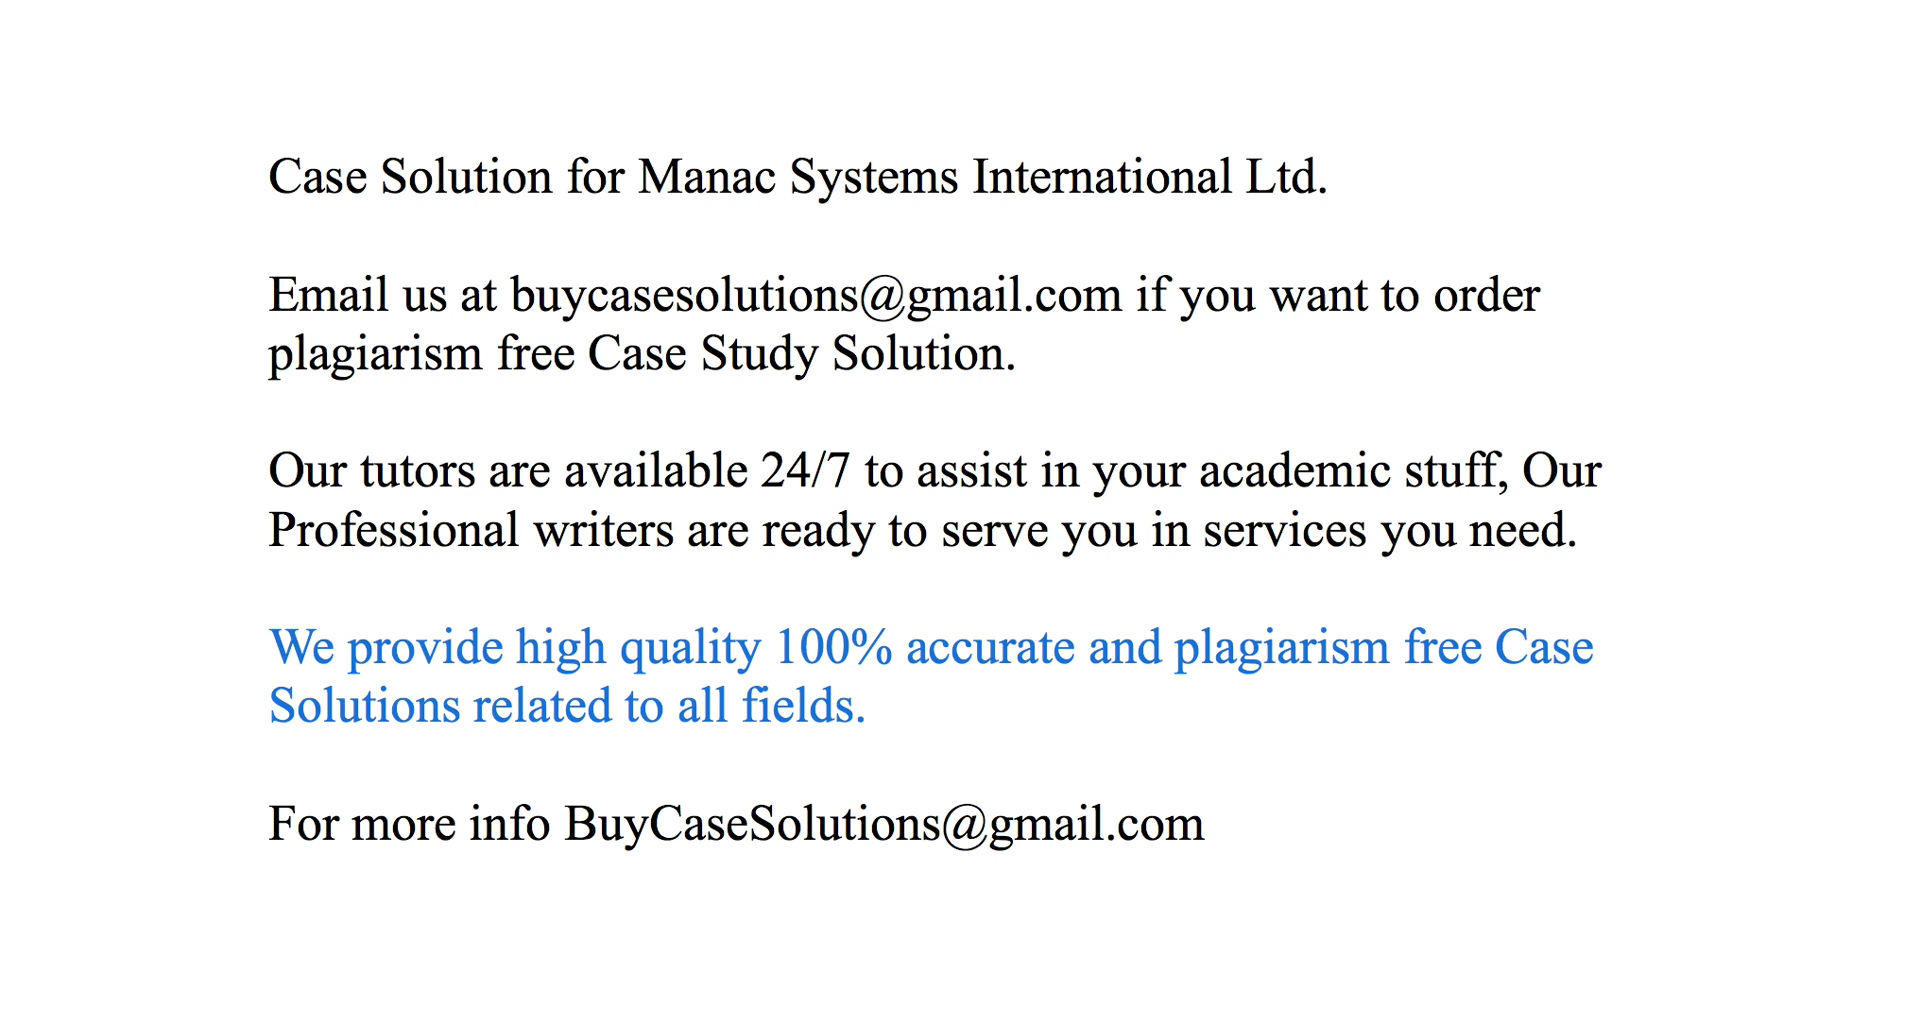 Case Solution for Manac Systems International Ltd.
Email us at buycasesolutions@gmail.com if you want to order
plagiarism free Case Study Solution.
Our tutors are available 24/7 to assist in your academic stuff, Our
Professional writers are ready to serve you in services you need.
We provide high quality 100% accurate and plagiarism free Case
Solutions related to all fields.
For more info BuyCaseSolutions@gmail.com